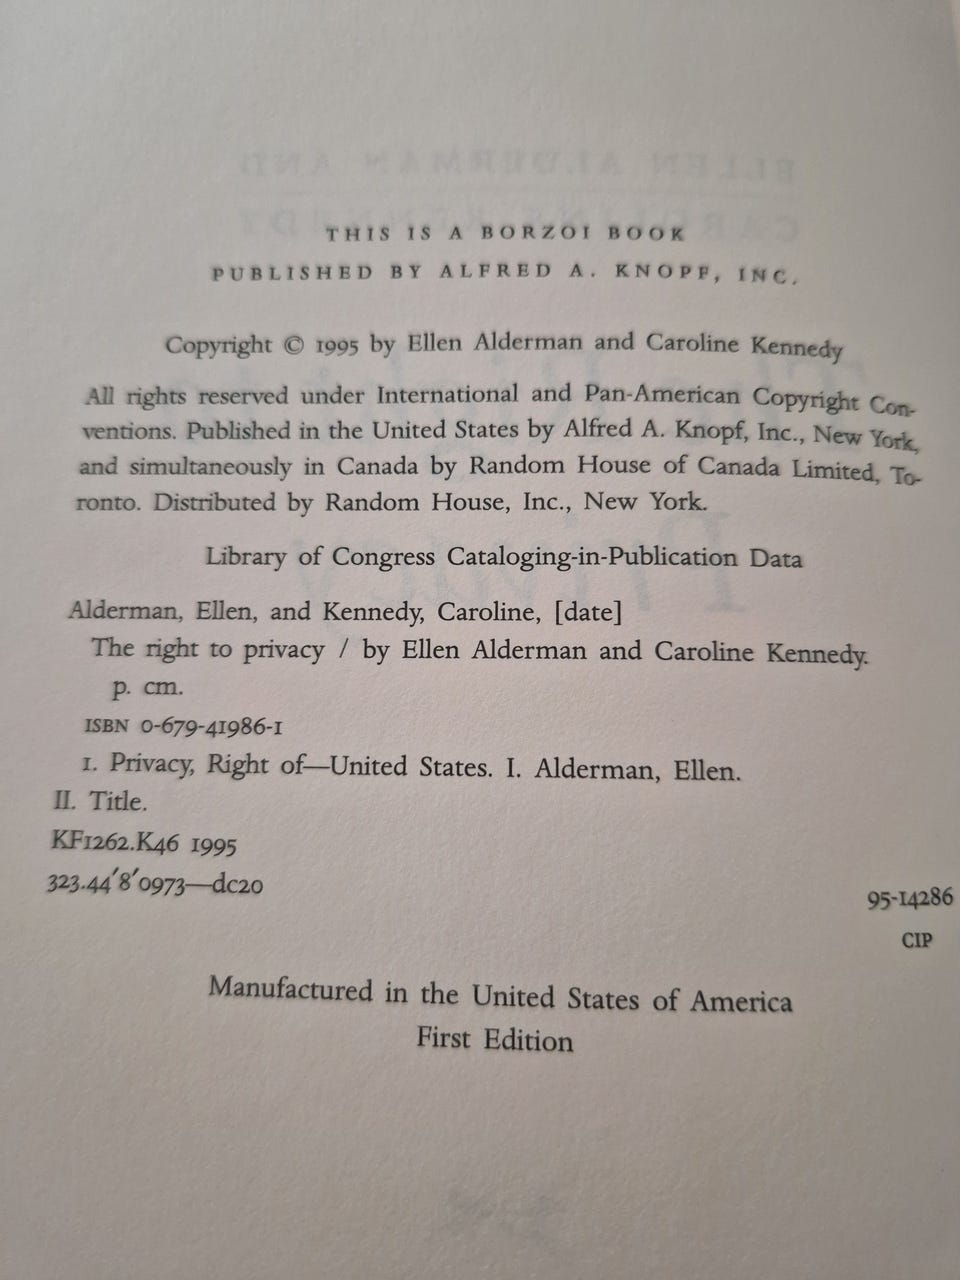 THIS IS A BORZOI BOOK
PUBLISHED BY ALFRED A. KNOPF, INC.
Copyright © 1995 by Ellen Alderman and Caroline Kennedy
All rights reserved under International and Pan-American Copyright Con-
ventions. Published in the United States by Alfred A. Knopf, Inc., New York,
and simultaneously in Canada by Random House of Canada Limited, To-
ronto. Distributed by Random House, Inc., New York.
Library of Congress Cataloging-in-Publication Data
Alderman, Ellen, and Kennedy, Caroline, [date]
The right to privacy / by Ellen Alderman and Caroline Kennedy.
p. cm.
ISBN 0-679-41986-1
1. Privacy, Right of—United States. I. Alderman, Ellen.
II. Title.
KF1262.K46 1995
323.44′8′0973—dc20
95-14286
CIP
Manufactured in the United States of America
First Edition